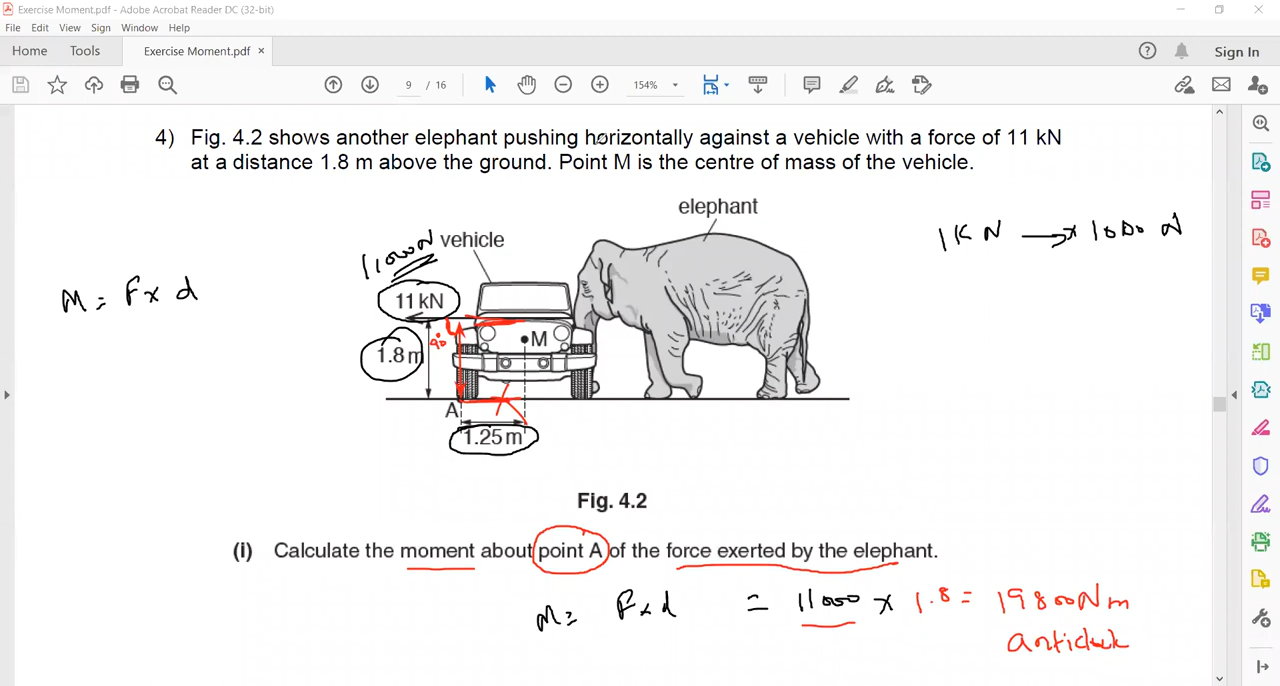 Exercise Moment.pdf - Adobe Acrobat Reader DC (32-bit)
File Edit View Sign Window Help
Home Tools Exercise Moment.pdf × Sign In
9 / 16 154%
4) Fig. 4.2 shows another elephant pushing horizontally against a vehicle with a force of 11 kN
at a distance 1.8 m above the ground. Point M is the centre of mass of the vehicle.
elephant
1KN → 1000 N
11000N
vehicle
M = F x d
11 kN
90
M
1.8 m
A
1.25 m
Fig. 4.2
(i) Calculate the moment about point A of the force exerted by the elephant.
M = F x d = 11000 x 1.8 = 19800Nm